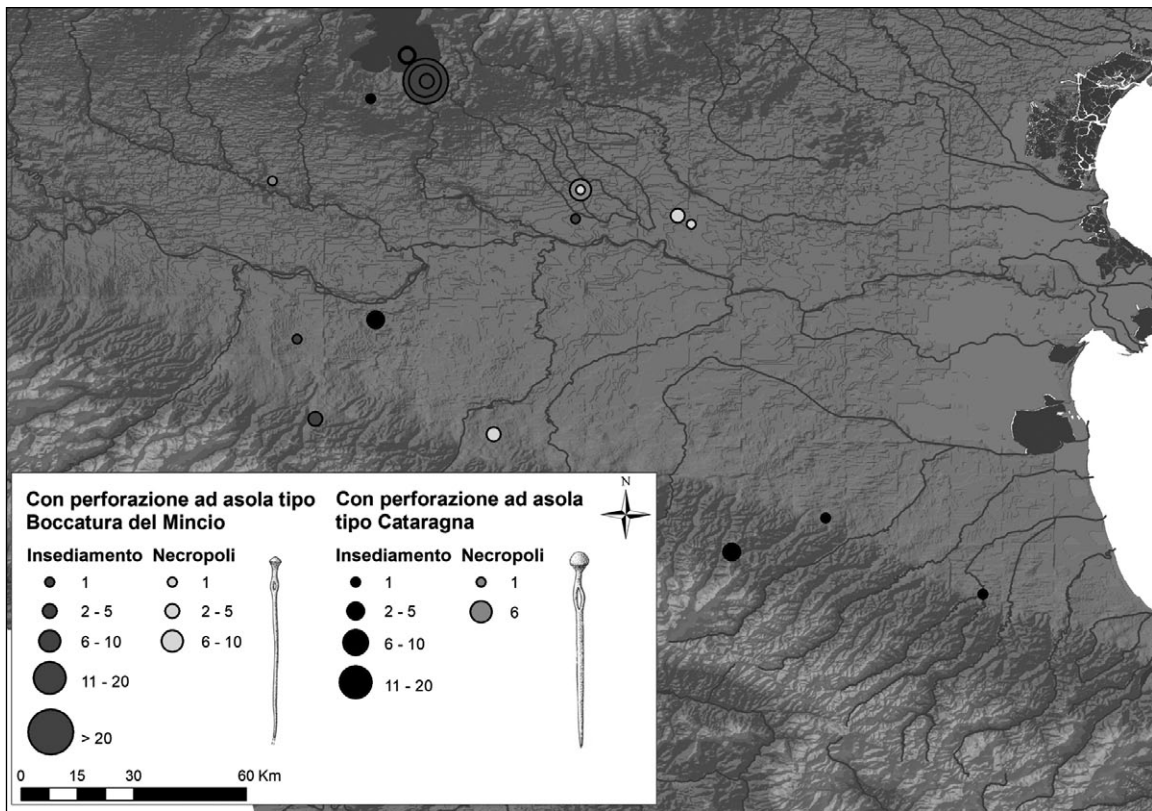 Con perforazione ad asola tipo
Boccatura del Mincio
Insediamento Necropoli
1 1
2 - 5 2 - 5
6 - 10 6 - 10
11 - 20
> 20
Con perforazione ad asola
tipo Cataragna
Insediamento Necropoli
1 1
2 - 5 6
6 - 10
11 - 20
N
0 15 30 60 Km